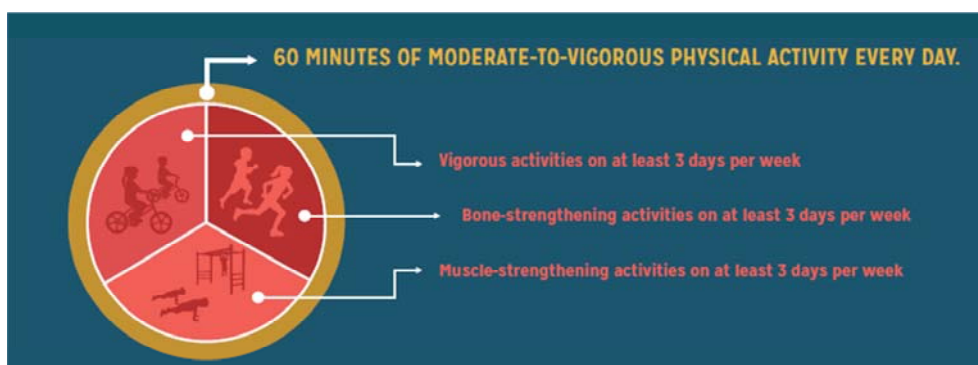 60 MINUTES OF MODERATE-TO-VIGOROUS PHYSICAL ACTIVITY EVERY DAY.
Vigorous activities on at least 3 days per week
Bone-strengthening activities on at least 3 days per week
Muscle-strengthening activities on at least 3 days per week